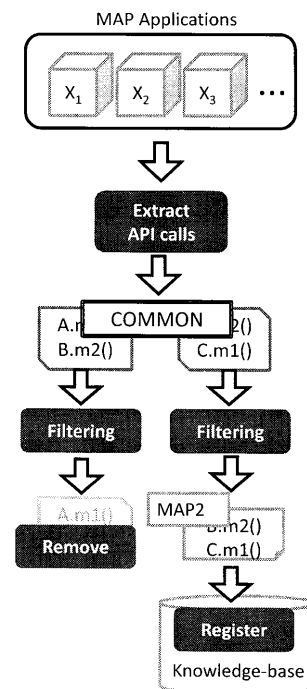 MAP Applications
X1 X2 X3 ...
Extract
API calls
COMMON
B.m2() C.m1()
Filtering Filtering
A.m1() MAP2
B.m2()
Remove C.m1()
Register
Knowledge-base